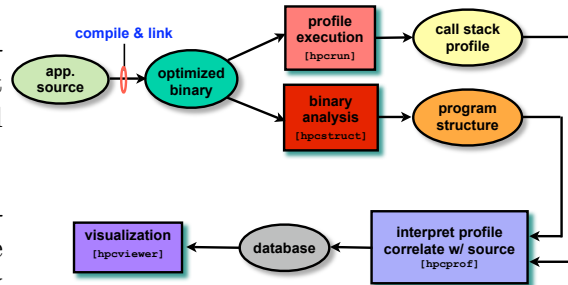 compile & link
app.
source
optimized
binary
profile
execution
[hpcrun]
call stack
profile
binary
analysis
[hpcstruct]
program
structure
interpret profile
correlate w/ source
[hpcprof]
database
visualization
[hpcviewer]